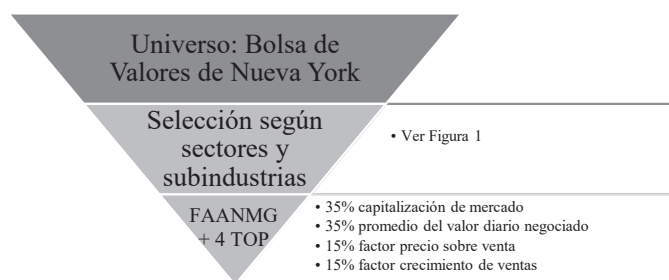 Universo: Bolsa de
Valores de Nueva York
Selección según
sectores y
subindustrias
• Ver Figura 1
FAANMG
+ 4 TOP
• 35% capitalización de mercado
• 35% promedio del valor diario negociado
• 15% factor precio sobre venta
• 15% factor crecimiento de ventas